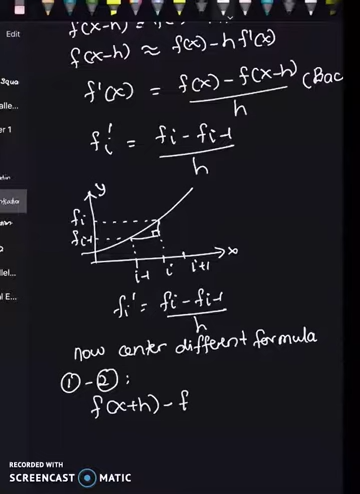 Edit
f(x-h) ≈ f(x) - h f'(x)
f'(x) = f(x) - f(x-h) / h (Bac
fi' = fi - fi-1 / h
y
fi
fi-1
x
i-1 i i+1
fi' = fi - fi-1 / h
now center different formula
① - ② :
f(x+h) - f
RECORDED WITH
SCREENCAST MATIC